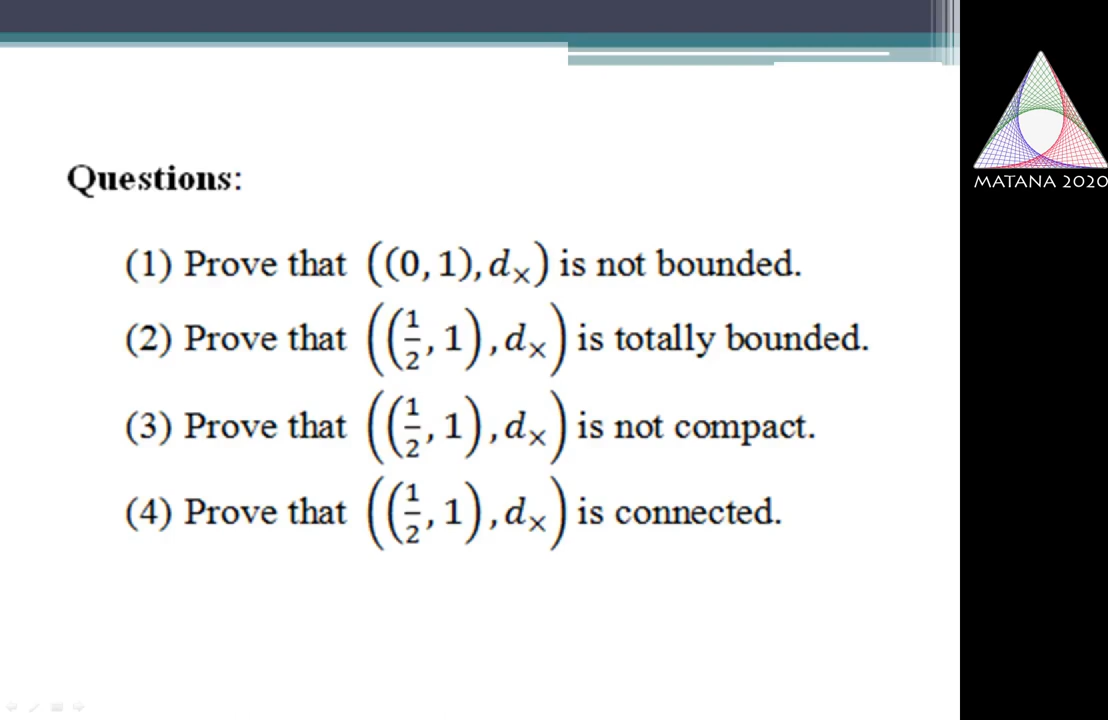 Questions:
(1) Prove that ((0, 1), d×) is not bounded.
(2) Prove that ((1/2, 1), d×) is totally bounded.
(3) Prove that ((1/2, 1), d×) is not compact.
(4) Prove that ((1/2, 1), d×) is connected.
MATANA 2020